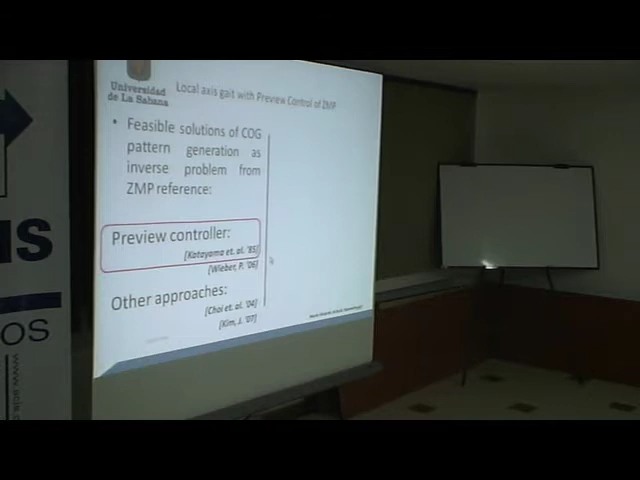 Universidad
de La Sabana
Local axis gait with Preview Control of ZMP
• Feasible solutions of COG
pattern generation as
inverse problem from
ZMP reference:
Preview controller:
[Katayama et. al. '85]
[Wieber, P. '06]
Other approaches:
[Choi et. al. '04]
[Kim, J. '07]
IS
OS